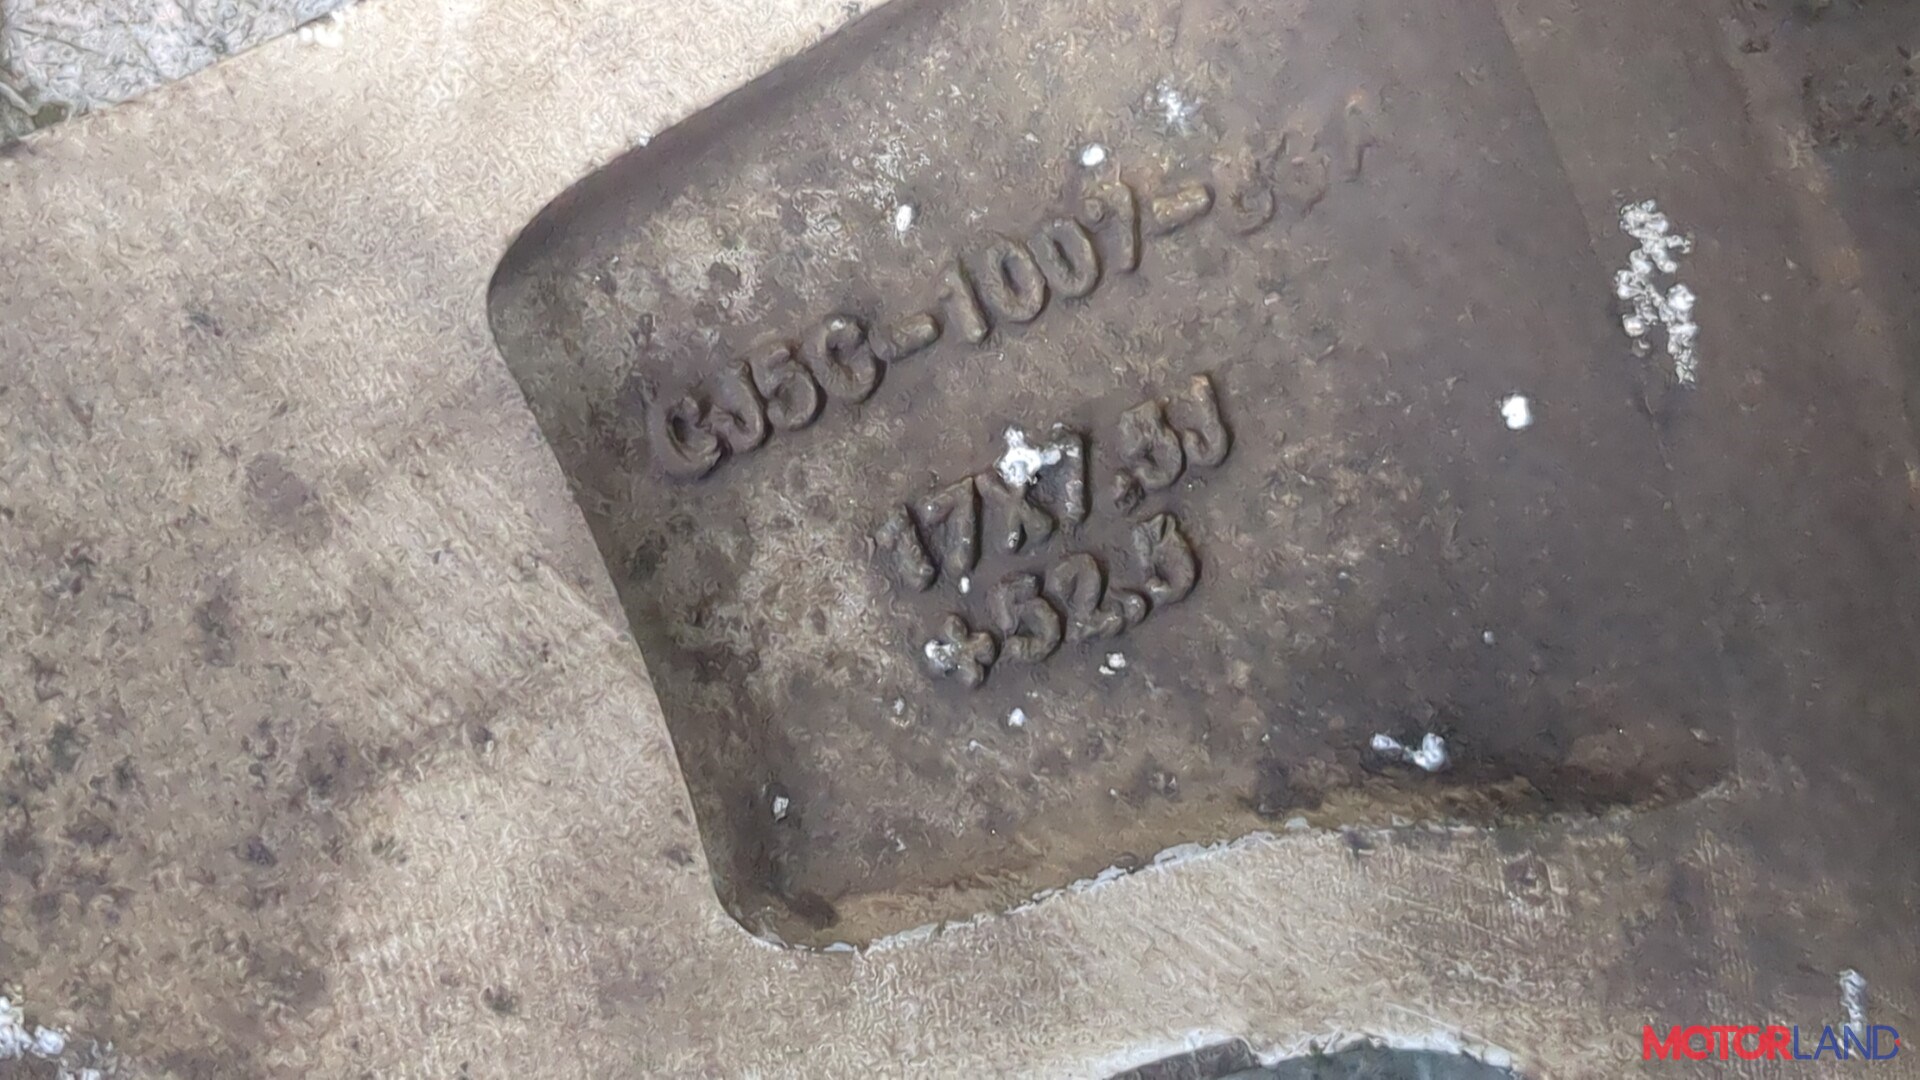 CJ5C-1007-
17X7.5J
+52.5
MOTORLAND